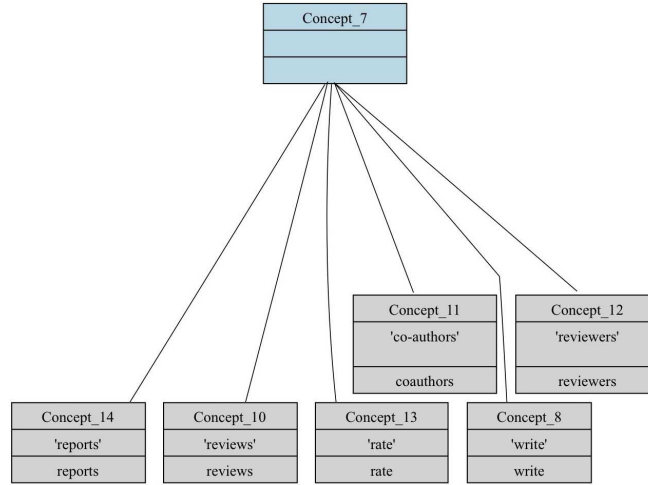 Concept_7
Concept_11
'co-authors'
coauthors
Concept_12
'reviewers'
reviewers
Concept_14
'reports'
reports
Concept_10
'reviews'
reviews
Concept_13
'rate'
rate
Concept_8
'write'
write